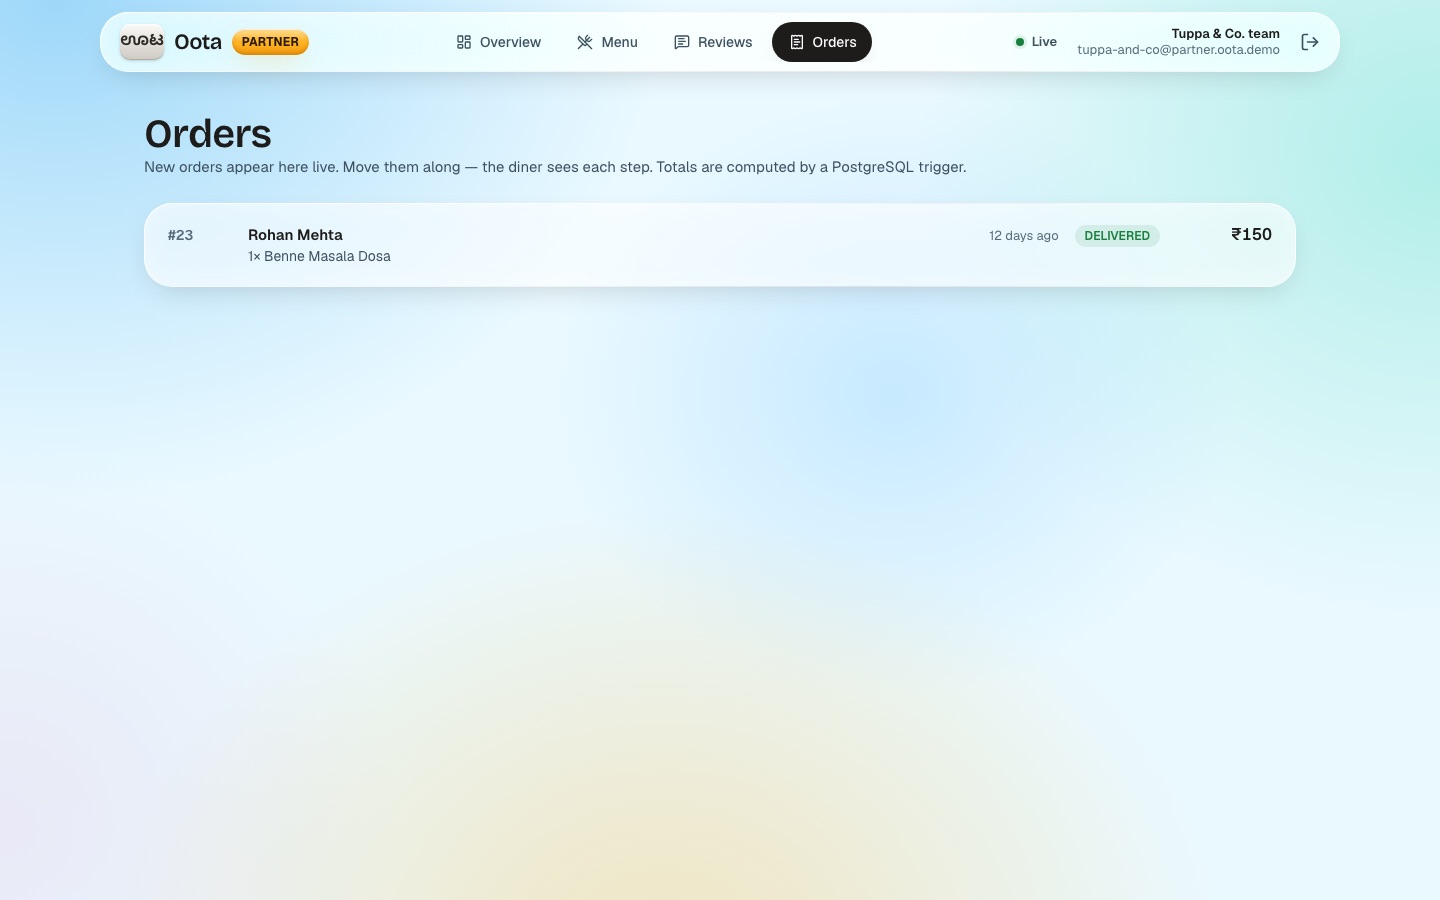 ಊಟ Oota PARTNER Overview Menu Reviews Orders Live Tuppa & Co. team
tuppa-and-co@partner.oota.demo
Orders
New orders appear here live. Move them along — the diner sees each step. Totals are computed by a PostgreSQL trigger.
#23 Rohan Mehta 12 days ago DELIVERED ₹150
1× Benne Masala Dosa